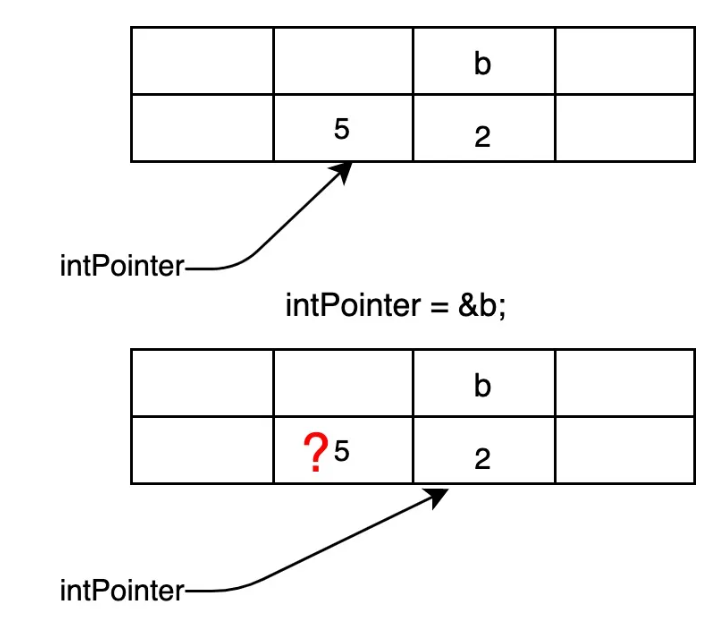 b
5 2
intPointer
intPointer = &b;
b
?5 2
intPointer